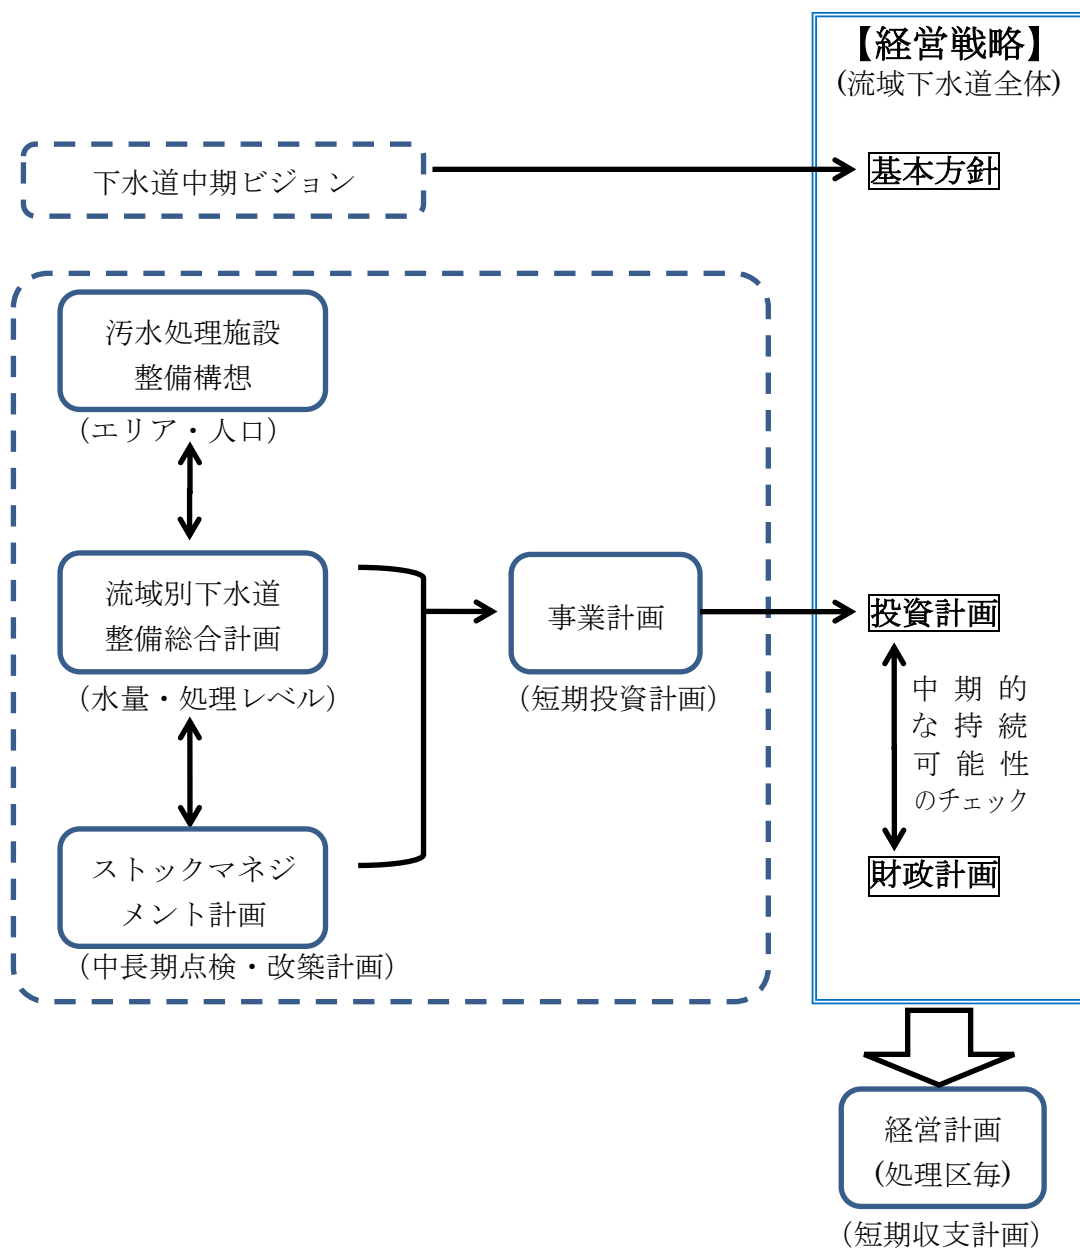 【経営戦略】
(流域下水道全体)
下水道中期ビジョン
基本方針
汚水処理施設
整備構想
(エリア・人口)
流域別下水道
整備総合計画
(水量・処理レベル)
ストックマネジ
メント計画
(中長期点検・改築計画)
事業計画
(短期投資計画)
投資計画
中期的
な持続
可能性
のチェック
財政計画
経営計画
(処理区毎)
(短期収支計画)